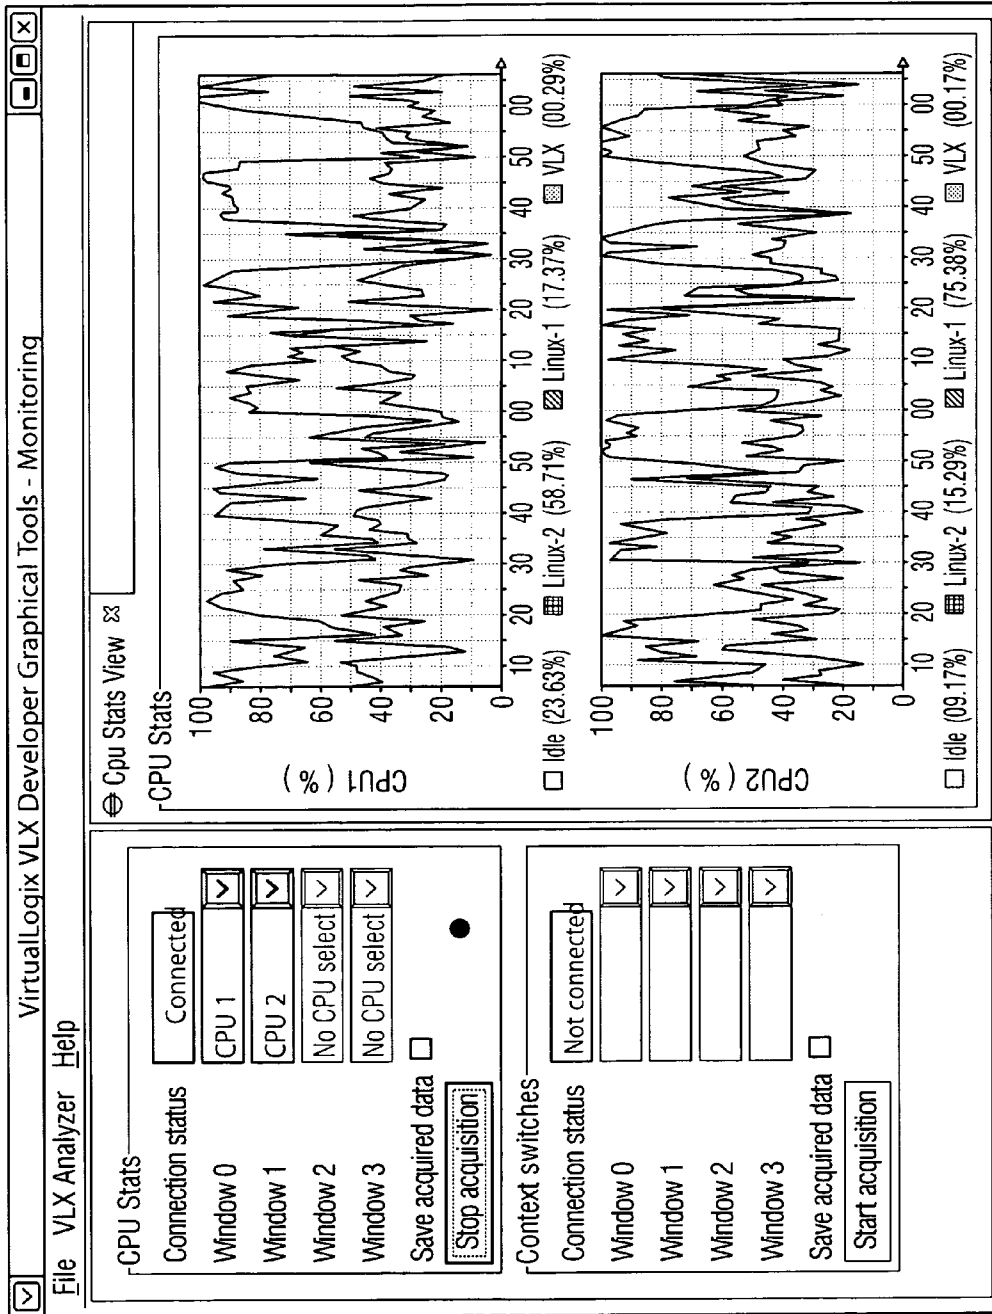 VirtualLogix VLX Developer Graphical Tools - Monitoring
File VLX Analyzer Help
CPU Stats
Connection status Connected
Window 0 CPU 1
Window 1 CPU 2
Window 2 No CPU select
Window 3 No CPU select
Save acquired data
Stop acquisition
Context switches
Connection status Not connected
Window 0
Window 1
Window 2
Window 3
Save acquired data
Start acquisition
Cpu Stats View
CPU Stats
CPU1 (%)
100
80
60
40
20
0
10 20 30 40 50 00 10 20 30 40 50 00
Idle (23.63%) Linux-2 (58.71%) Linux-1 (17.37%) VLX (00.29%)
CPU2 (%)
100
80
60
40
20
0
10 20 30 40 50 00 10 20 30 40 50 00
Idle (09.17%) Linux-2 (15.29%) Linux-1 (75.38%) VLX (00.17%)